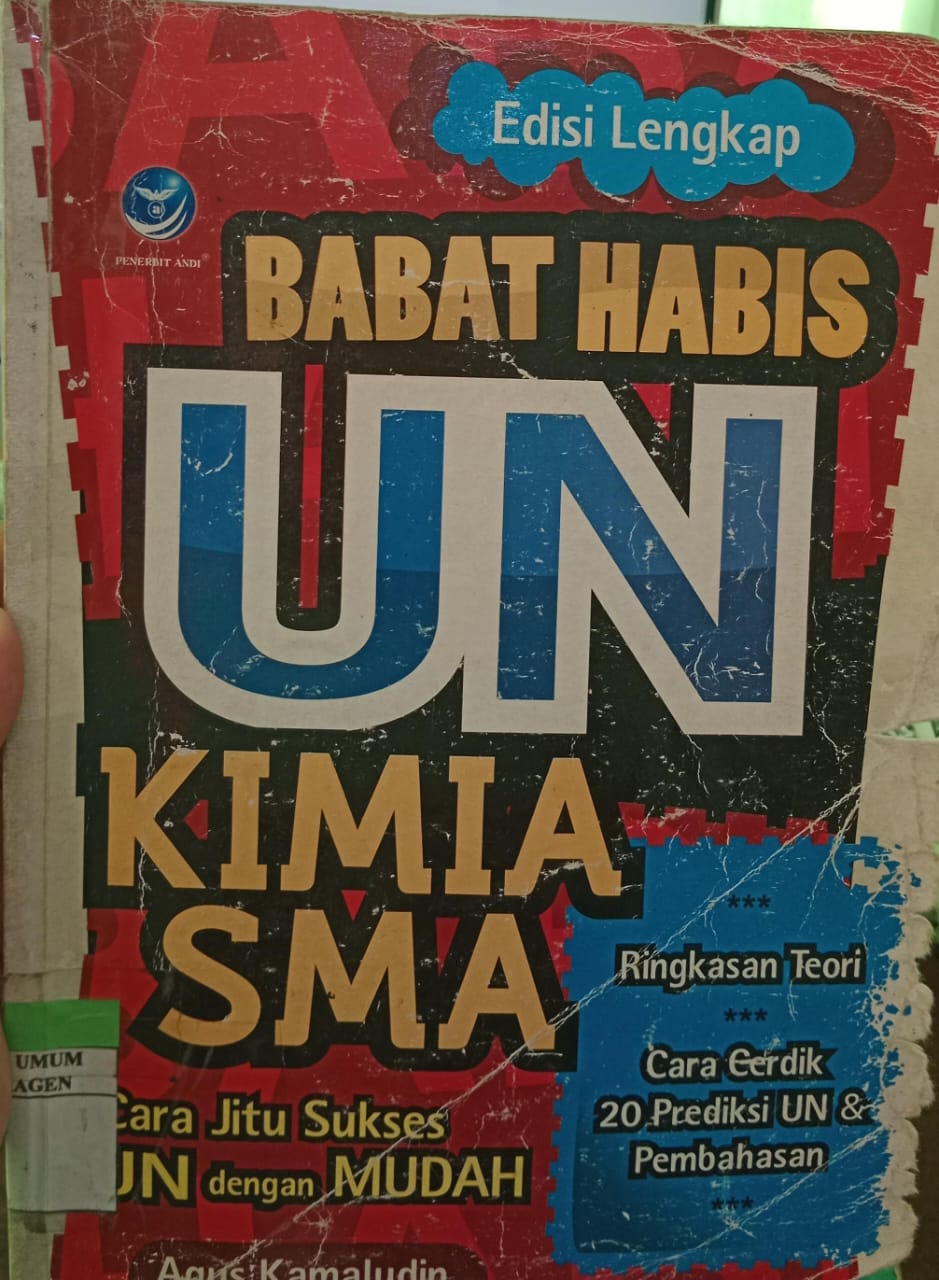 Edisi Lengkap
PENERBIT ANDI
BABAT HABIS
UN
KIMIA
SMA
***
Ringkasan Teori
***
Cara Cerdik
20 Prediksi UN &
Pembahasan
***
UMUM
AGEN
Cara Jitu Sukses
UN dengan MUDAH
Agus Kamaludin